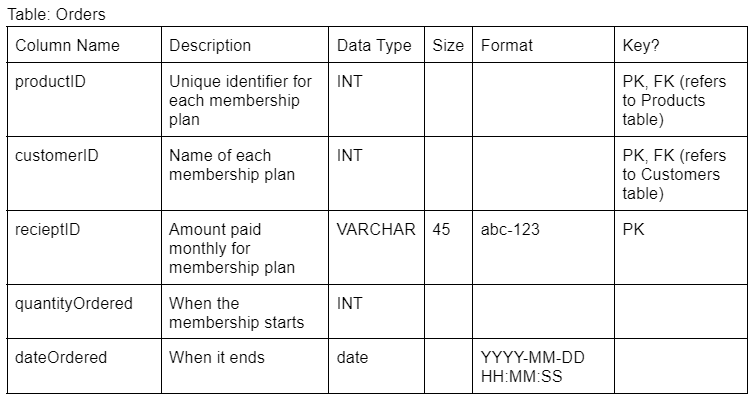 Table: Orders
Column Name Description Data Type Size Format Key?
productID Unique identifier for each membership plan INT PK, FK (refers to Products table)
customerID Name of each membership plan INT PK, FK (refers to Customers table)
recieptID Amount paid monthly for membership plan VARCHAR 45 abc-123 PK
quantityOrdered When the membership starts INT
dateOrdered When it ends date YYYY-MM-DD HH:MM:SS